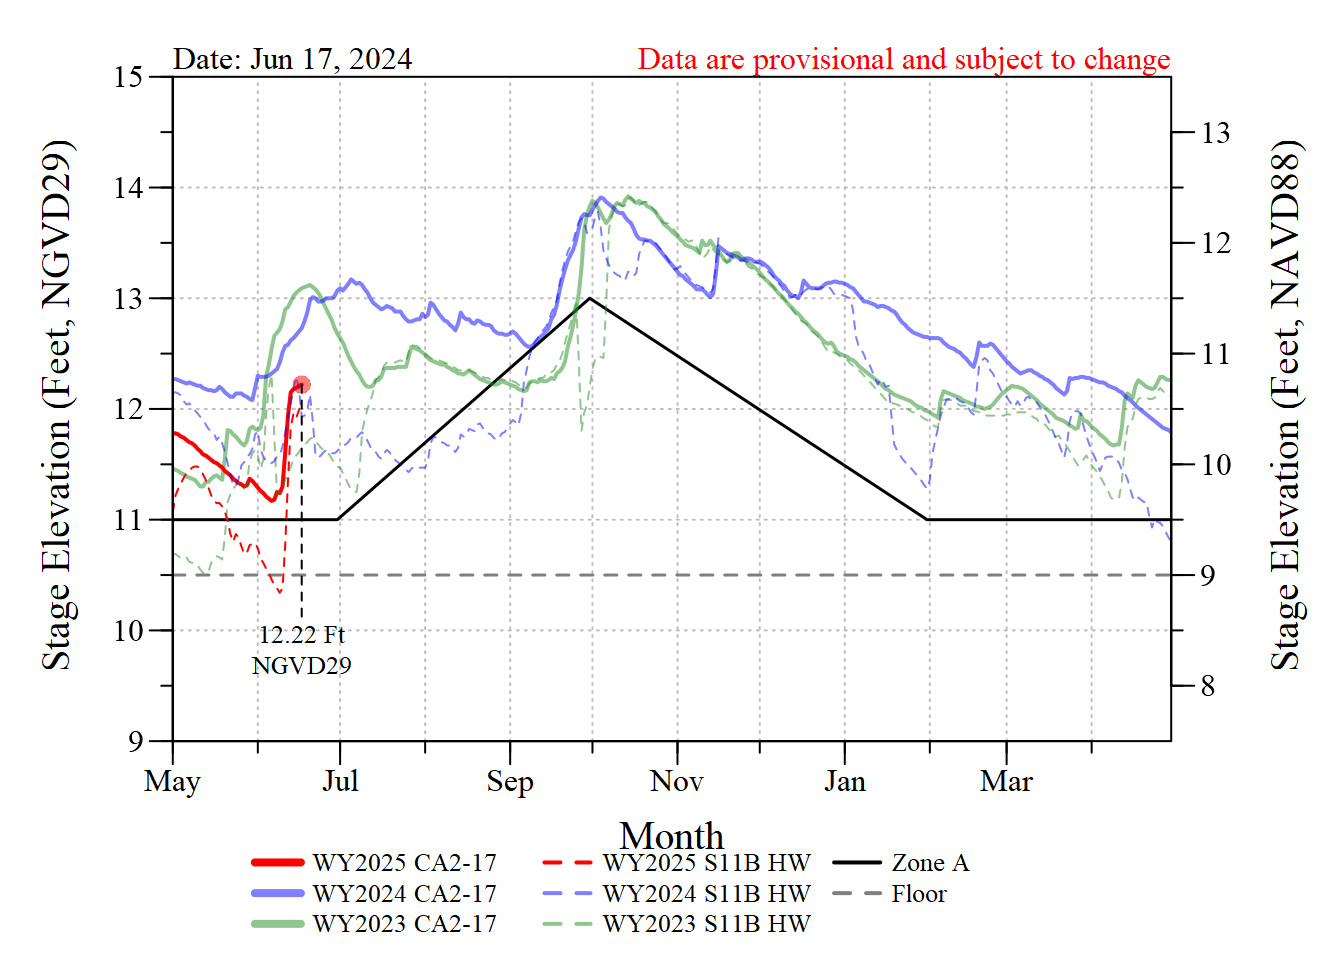 Date: Jun 17, 2024
Data are provisional and subject to change
15
14
13
12
11
10
9
Stage Elevation (Feet, NGVD29)
13
12
11
10
9
8
Stage Elevation (Feet, NAVD88)
12.22 Ft
NGVD29
May Jul Sep Nov Jan Mar
Month
WY2025 CA2-17 WY2025 S11B HW Zone A
WY2024 CA2-17 WY2024 S11B HW Floor
WY2023 CA2-17 WY2023 S11B HW